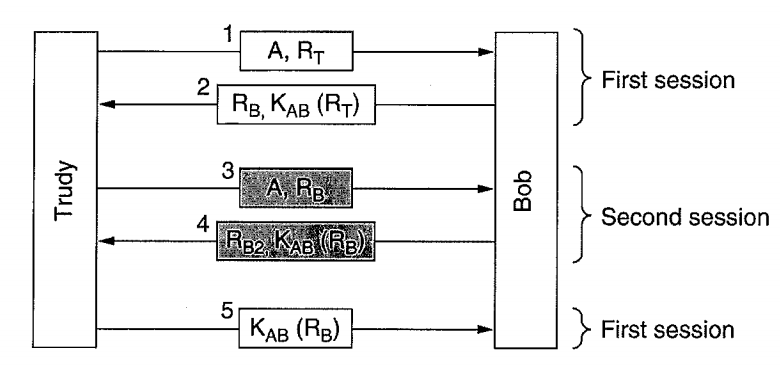 Trudy
Bob
1
A, R_T
2
R_B, K_AB (R_T)
First session
3
A, R_B
4
R_B2, K_AB (R_B)
Second session
5
K_AB (R_B)
First session